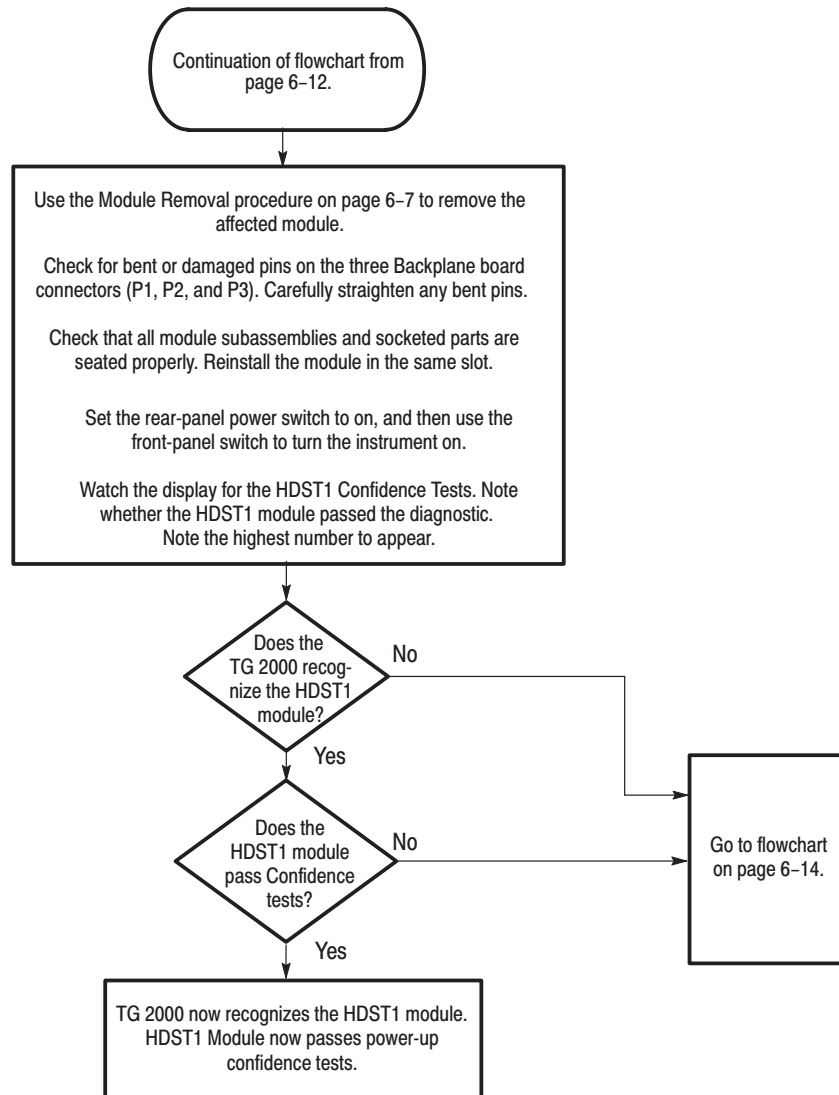 Continuation of flowchart from
page 6–12.
Use the Module Removal procedure on page 6–7 to remove the
affected module.
Check for bent or damaged pins on the three Backplane board
connectors (P1, P2, and P3). Carefully straighten any bent pins.
Check that all module subassemblies and socketed parts are
seated properly. Reinstall the module in the same slot.
Set the rear-panel power switch to on, and then use the
front-panel switch to turn the instrument on.
Watch the display for the HDST1 Confidence Tests. Note
whether the HDST1 module passed the diagnostic.
Note the highest number to appear.
Does the
TG 2000 recog-
nize the HDST1
module?
No
Yes
Does the
HDST1 module
pass Confidence
tests?
No
Go to flowchart
on page 6–14.
Yes
TG 2000 now recognizes the HDST1 module.
HDST1 Module now passes power-up
confidence tests.